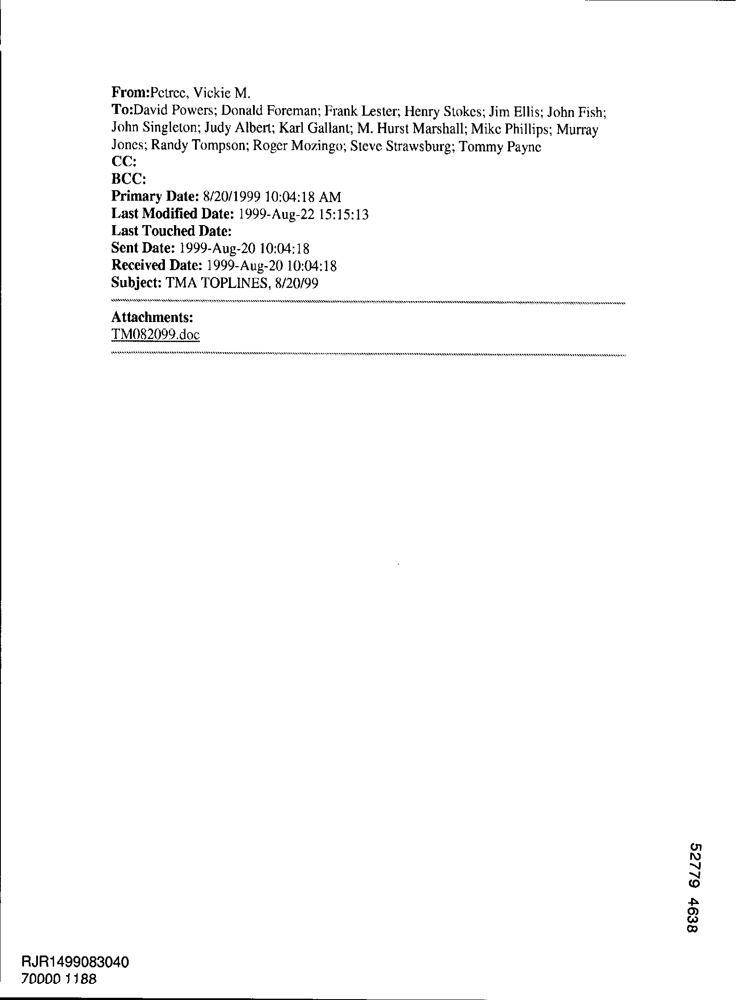 From:Petree, Vickie M.
To:David Powers; Donald Foreman; Frank Lester; Henry Stokes; Jim Ellis; John Fish;
John Singleton; Judy Albert; Karl Gallant; M. Hurst Marshall; Mike Phillips; Murray
Jones; Randy Tompson; Roger Mozingo; Steve Strawsburg; Tommy Payne
CC:
BCC:
Primary Date: 8/20/1999 10:04:18 AM
Last Modified Date: 1999-Aug-22 15:15:13
Last Touched Date:
Sent Date: 1999-Aug-20 10:04:18
Received Date: 1999-Aug-20 10:04:18
Subject: TMA TOPLINES, 8/20/99
Attachments:
TM082099.doc
52779 4638
RJR1499083040
70000 1188